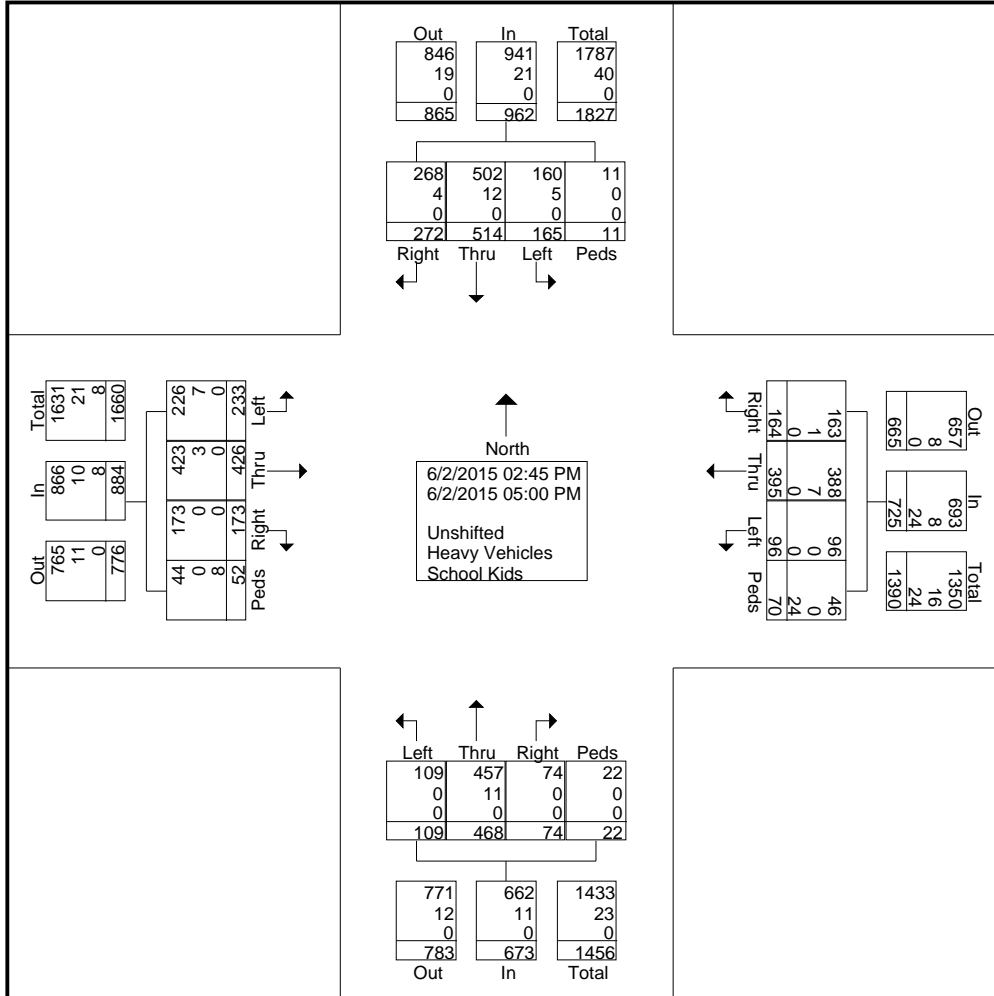 Out In Total
846 941 1787
19 21 40
0 0 0
865 962 1827
268 502 160 11
4 12 5 0
0 0 0 0
272 514 165 11
Right Thru Left Peds
Total
1631
21
8
1660
In
866
10
8
884
Out
765
11
0
776
226
7
0
233
Left
423
3
0
426
Thru
173
0
0
173
Right
44
0
8
52
Peds
North
6/2/2015 02:45 PM
6/2/2015 05:00 PM
Unshifted
Heavy Vehicles
School Kids
Right
164
0
1
163
Thru
395
0
7
388
Left
96
0
0
96
Peds
70
24
0
46
Out
657
8
0
665
In
693
8
24
725
Total
1350
16
24
1390
Left Thru Right Peds
109 457 74 22
0 11 0 0
0 0 0 0
109 468 74 22
771 662 1433
12 11 23
0 0 0
783 673 1456
Out In Total